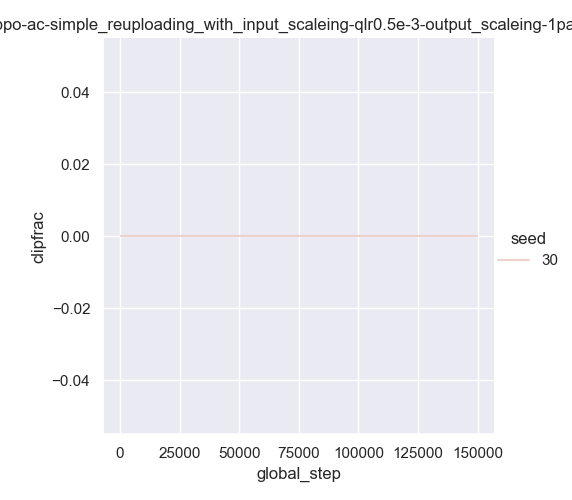 ppo-ac-simple_reuploading_with_input_scaleing-qlr0.5e-3-output_scaleing-1pa
0.04
0.02
0.00
−0.02
−0.04
clipfrac
0 25000 50000 75000 100000 125000 150000
global_step
seed
30